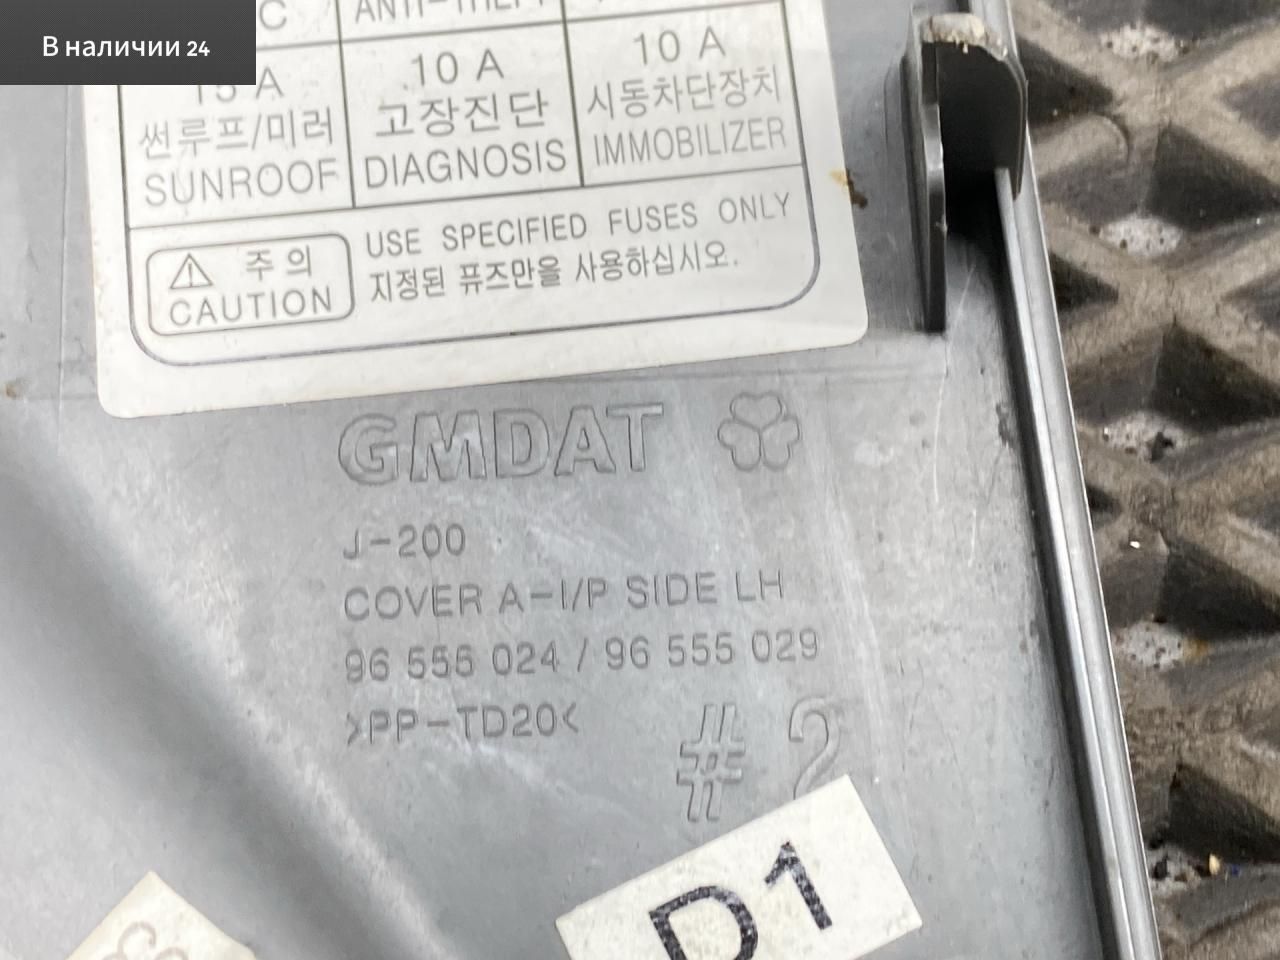 В наличии 24
C
ANTI-THEFT
15 A
썬루프/미러
SUNROOF
10 A
고장진단
DIAGNOSIS
10 A
시동차단장치
IMMOBILIZER
⚠ 주의
CAUTION
USE SPECIFIED FUSES ONLY
지정된 퓨즈만을 사용하십시오.
GMDAT
J-200
COVER A-I/P SIDE LH
96 555 024 / 96 555 029
>PP-TD20<
# 2
D1